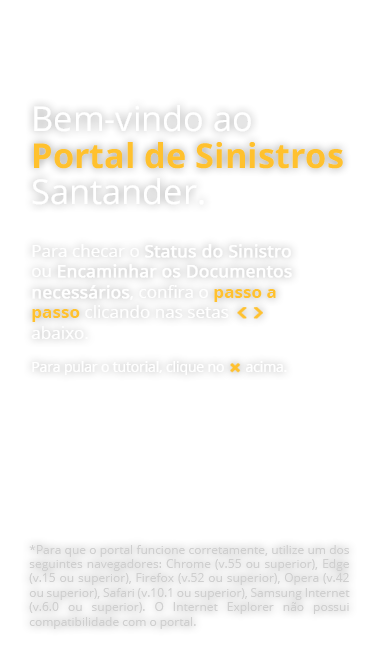 Bem-vindo ao
Portal de Sinistros
Santander.
Para checar o Status do Sinistro
ou Encaminhar os Documentos
necessários, confira o passo a
passo clicando nas setas < >
abaixo.
Para pular o tutorial, clique no ✖ acima.
*Para que o portal funcione corretamente, utilize um dos
seguintes navegadores: Chrome (v.55 ou superior), Edge
(v.15 ou superior), Firefox (v.52 ou superior), Opera (v.42
ou superior), Safari (v.10.1 ou superior), Samsung Internet
(v.6.0 ou superior). O Internet Explorer não possui
compatibilidade com o portal.